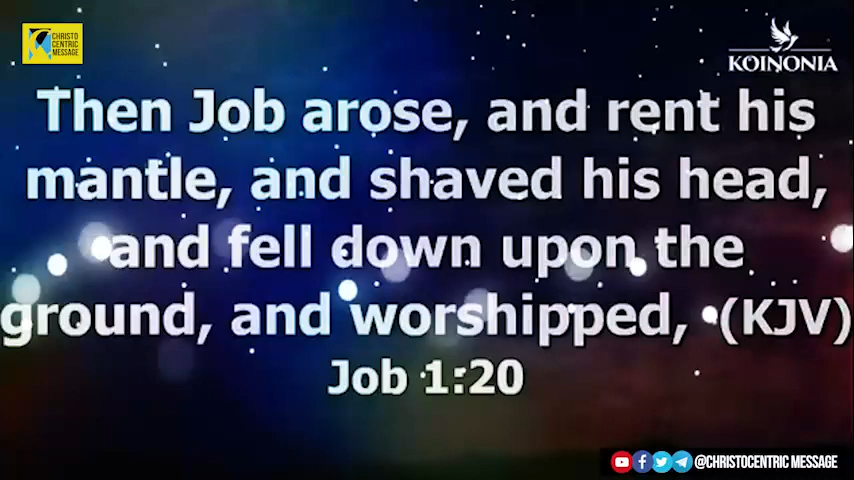 CHRISTO
CENTRIC
MESSAGE
KOINONIA
Then Job arose, and rent his
mantle, and shaved his head,
and fell down upon the
ground, and worshipped, (KJV)
Job 1:20
@CHRISTOCENTRIC MESSAGE